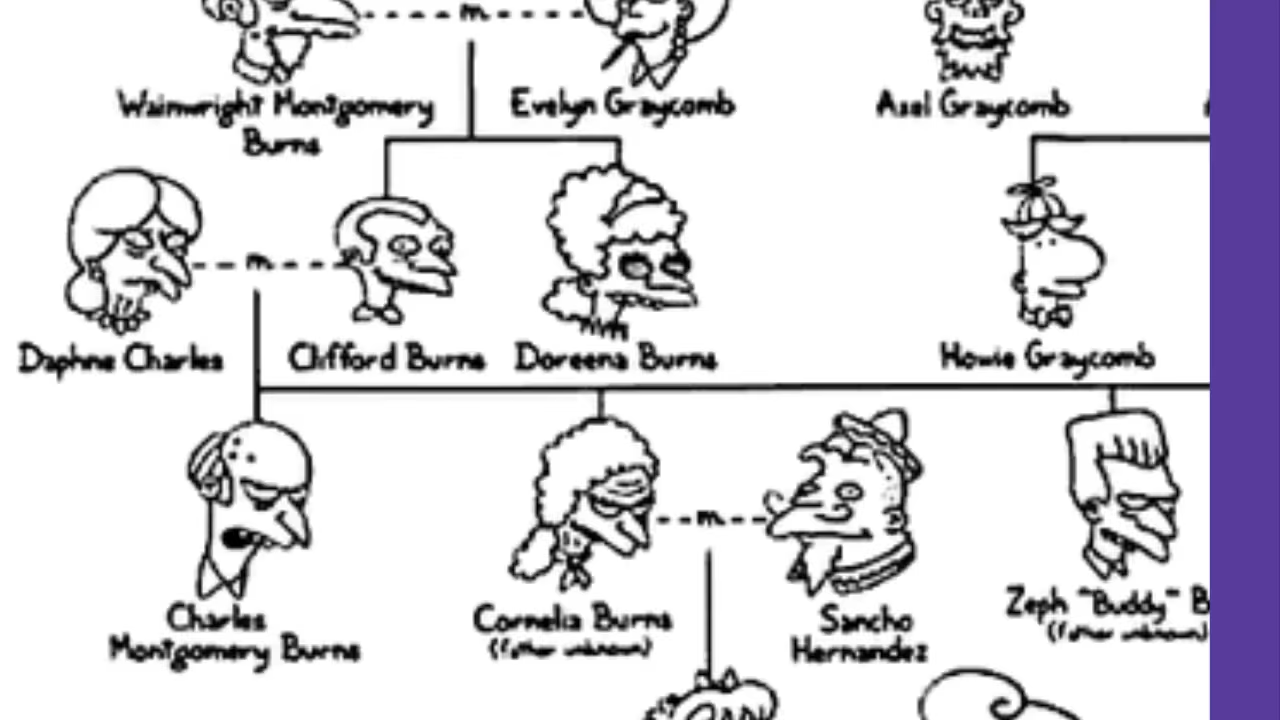 m
Wainwright Montgomery
Burns
Evelyn Graycomb
Asel Graycomb
m
Daphne Charles
Clifford Burns
Doreena Burns
Howie Graycomb
m
Charles
Montgomery Burns
Cornelia Burns
(father unknown)
Sancho
Hernandez
Zeph "Buddy" B
(father unknown)